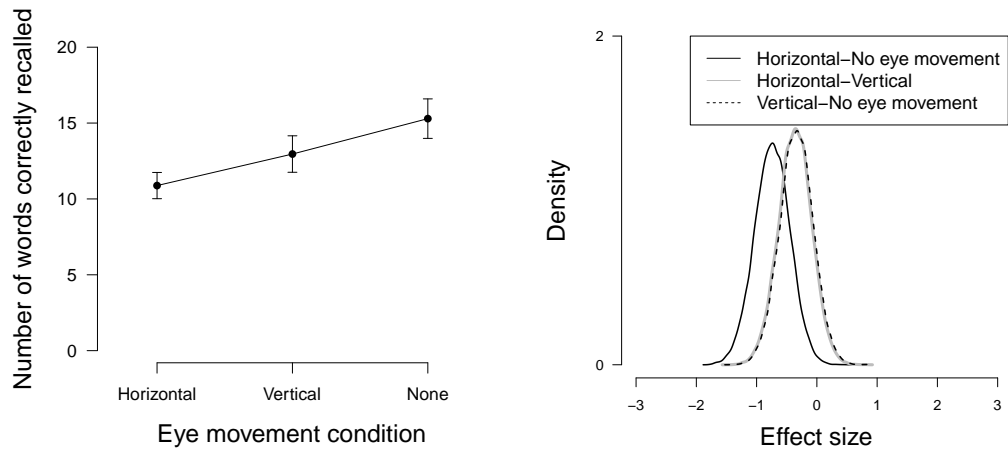 Number of words correctly recalled
20
15
10
5
0
Horizontal
Vertical
None
Eye movement condition
Density
2
0
Horizontal–No eye movement
Horizontal–Vertical
Vertical–No eye movement
−3
−2
−1
0
1
2
3
Effect size